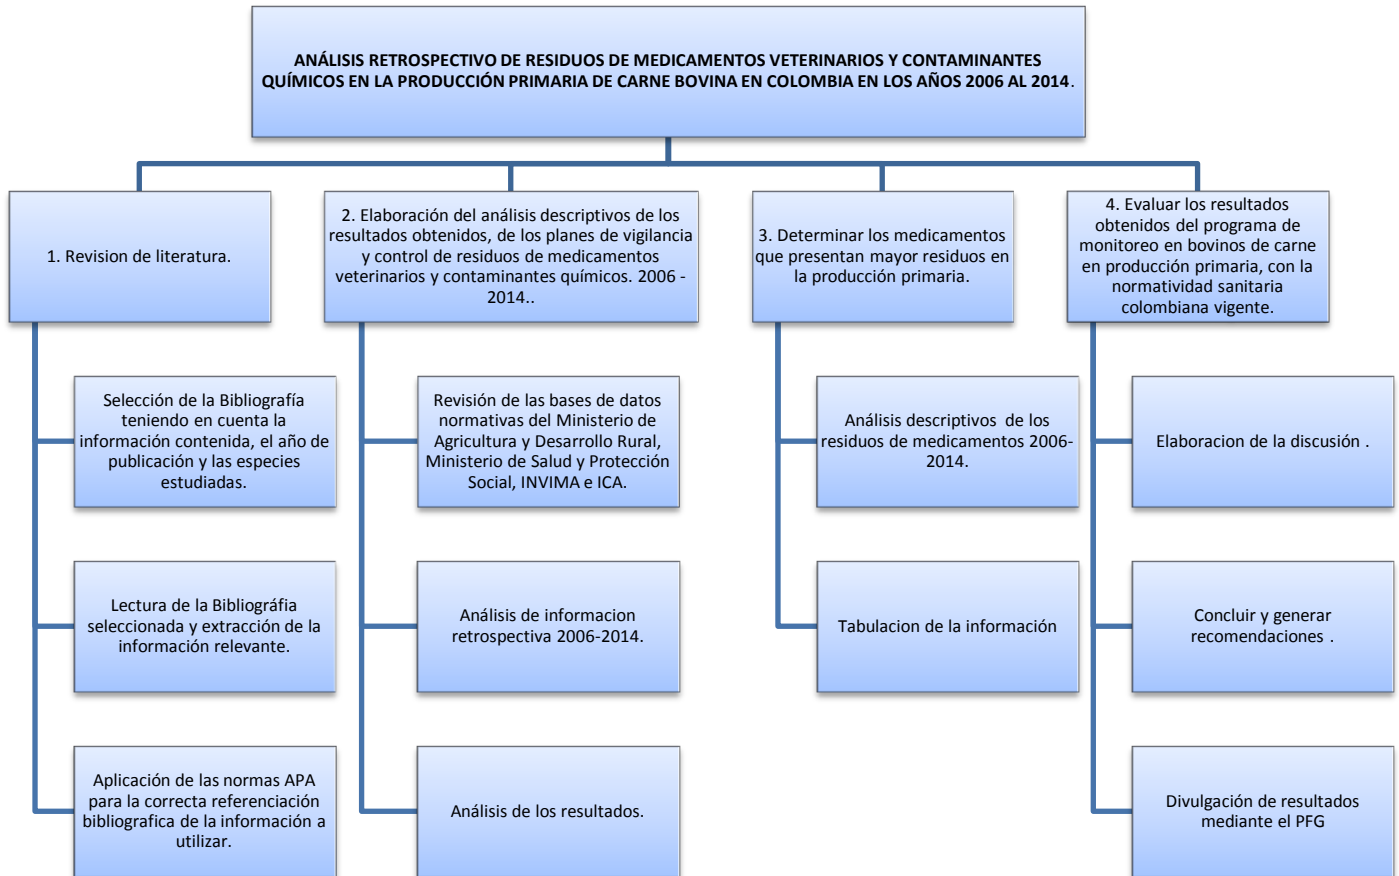 ANÁLISIS RETROSPECTIVO DE RESIDUOS DE MEDICAMENTOS VETERINARIOS Y CONTAMINANTES
QUÍMICOS EN LA PRODUCCIÓN PRIMARIA DE CARNE BOVINA EN COLOMBIA EN LOS AÑOS 2006 AL 2014.
1. Revision de literatura.
Selección de la Bibliografía
teniendo en cuenta la
información contenida, el año de
publicación y las especies
estudiadas.
Lectura de la Bibliográfia
seleccionada y extracción de la
información relevante.
Aplicación de las normas APA
para la correcta referenciación
bibliografica de la información a
utilizar.
2. Elaboración del análisis descriptivos de los
resultados obtenidos, de los planes de vigilancia
y control de residuos de medicamentos
veterinarios y contaminantes químicos. 2006 -
2014..
Revisión de las bases de datos
normativas del Ministerio de
Agricultura y Desarrollo Rural,
Ministerio de Salud y Protección
Social, INVIMA e ICA.
Análisis de informacion
retrospectiva 2006-2014.
Análisis de los resultados.
3. Determinar los medicamentos
que presentan mayor residuos en
la producción primaria.
Análisis descriptivos de los
residuos de medicamentos 2006-
2014.
Tabulacion de la información
4. Evaluar los resultados
obtenidos del programa de
monitoreo en bovinos de carne
en producción primaria, con la
normatividad sanitaria
colombiana vigente.
Elaboracion de la discusión .
Concluir y generar
recomendaciones .
Divulgación de resultados
mediante el PFG